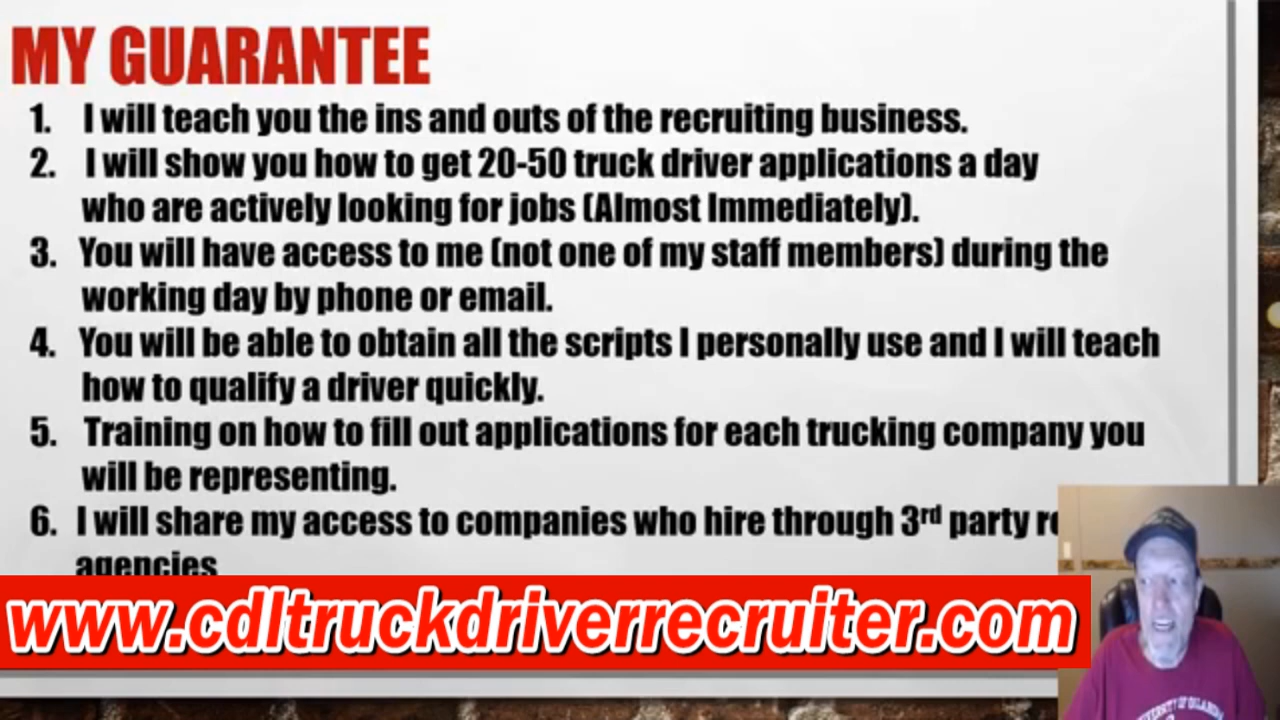 MY GUARANTEE
1. I will teach you the ins and outs of the recruiting business.
2. I will show you how to get 20-50 truck driver applications a day
who are actively looking for jobs (Almost Immediately).
3. You will have access to me (not one of my staff members) during the
working day by phone or email.
4. You will be able to obtain all the scripts I personally use and I will teach
how to qualify a driver quickly.
5. Training on how to fill out applications for each trucking company you
will be representing.
6. I will share my access to companies who hire through 3rd party
agencies
www.cdltruckdriverrecruiter.com
UNIVERSITY OF